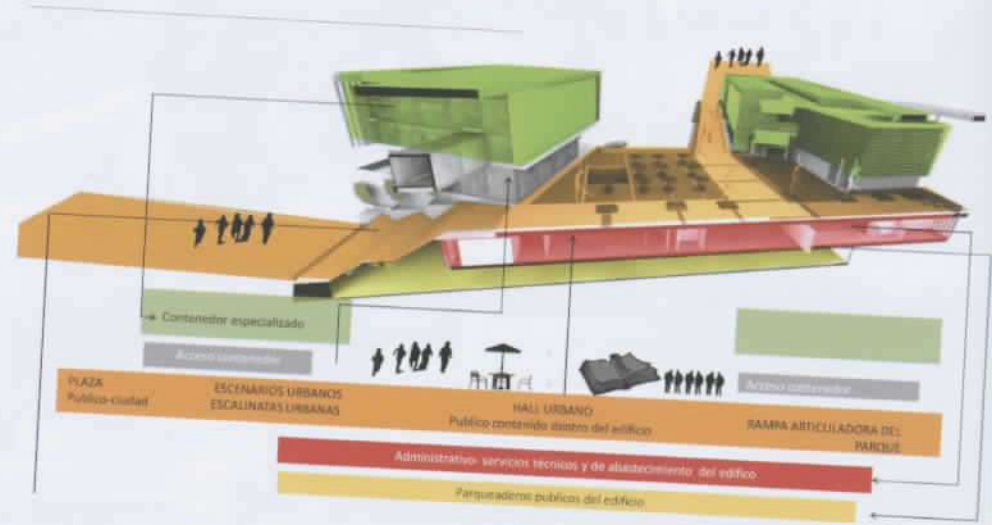 Contenedor especializado
Acceso contenedor
Acceso contenedor
PLAZA
Publico-ciudad
ESCENARIOS URBANOS
ESCALINATAS URBANAS
HALL URBANO
Publico contenido dentro del edificio
RAMPA ARTICULADORA DEL
PARQUE
Administrativo- servicios técnicos y de abastecimiento del edifico
Parqueaderos publicos del edificio